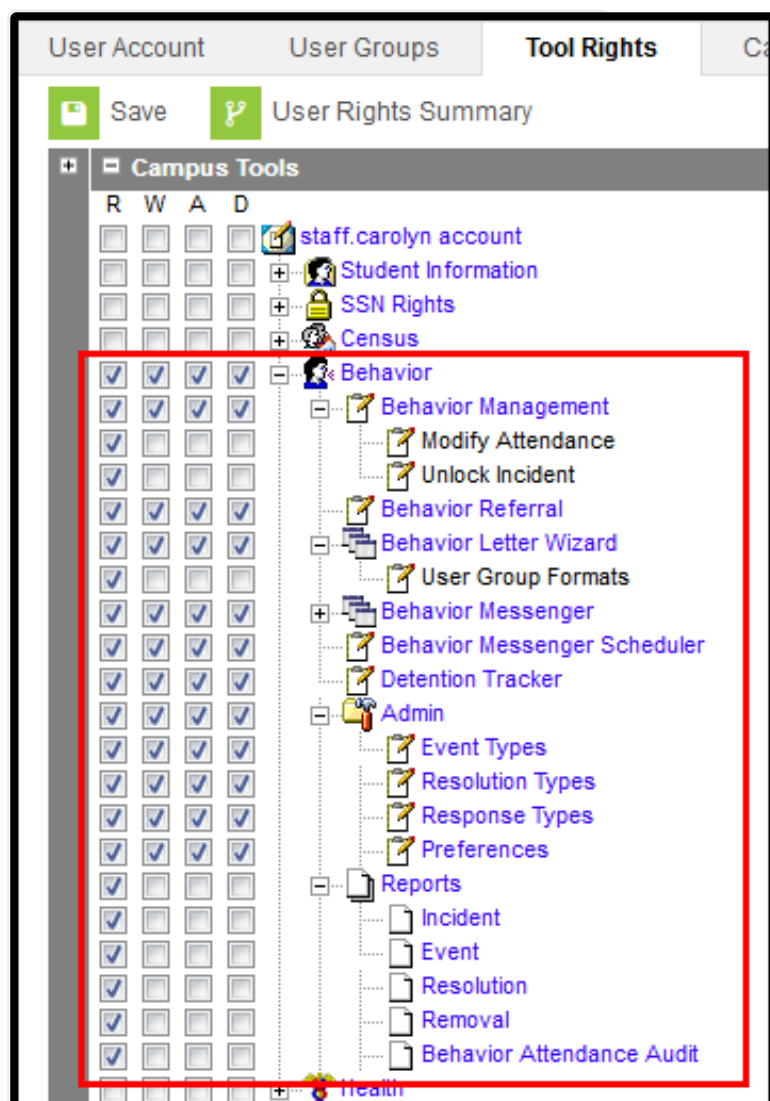 User Account User Groups Tool Rights Ca
Save User Rights Summary
Campus Tools
R W A D
staff.carolyn account
Student Information
SSN Rights
Census
Behavior
Behavior Management
Modify Attendance
Unlock Incident
Behavior Referral
Behavior Letter Wizard
User Group Formats
Behavior Messenger
Behavior Messenger Scheduler
Detention Tracker
Admin
Event Types
Resolution Types
Response Types
Preferences
Reports
Incident
Event
Resolution
Removal
Behavior Attendance Audit
Health